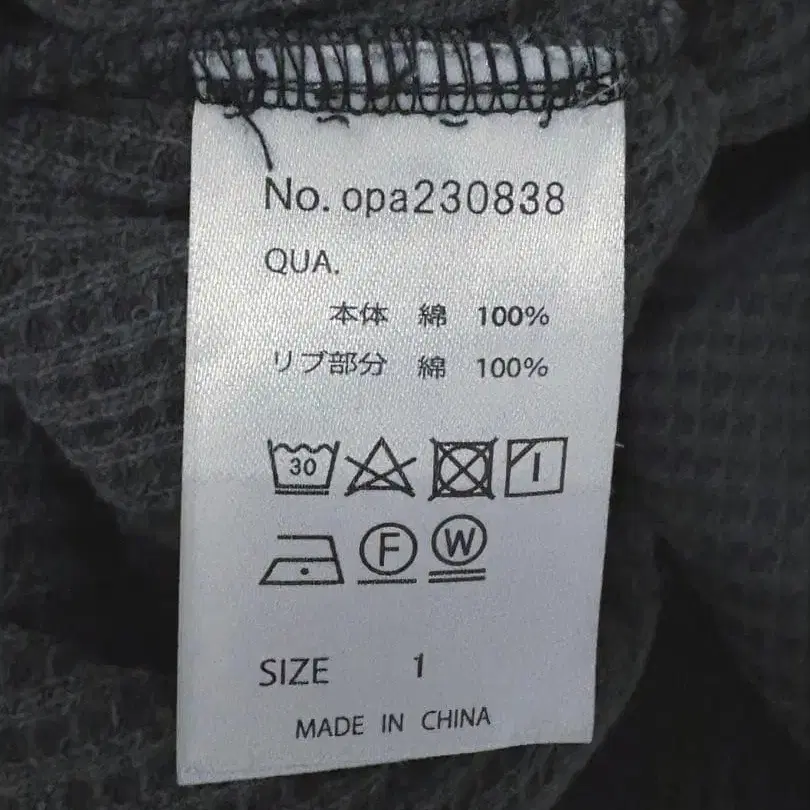 No. opa230838
QUA.
本体 綿 100%
リブ部分 綿 100%
30
F W
SIZE 1
MADE IN CHINA